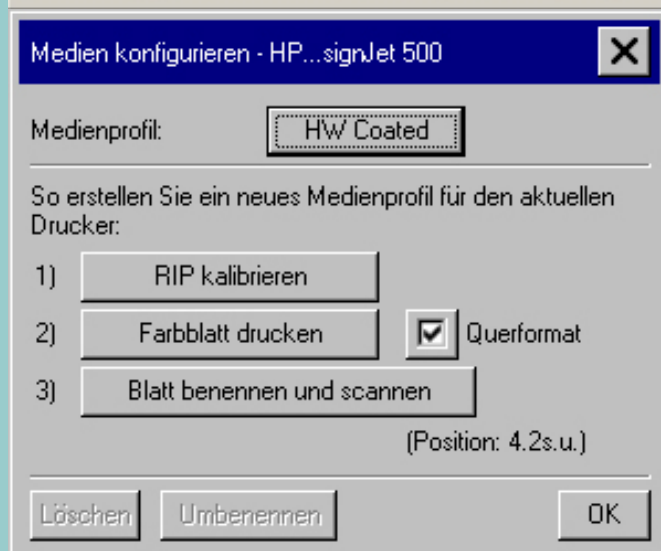 Medien konfigurieren - HP...signJet 500
Medienprofil: HW Coated
So erstellen Sie ein neues Medienprofil für den aktuellen
Drucker:
1) RIP kalibrieren
2) Farbblatt drucken Querformat
3) Blatt benennen und scannen
(Position: 4.2s.u.)
Löschen Umbenennen OK